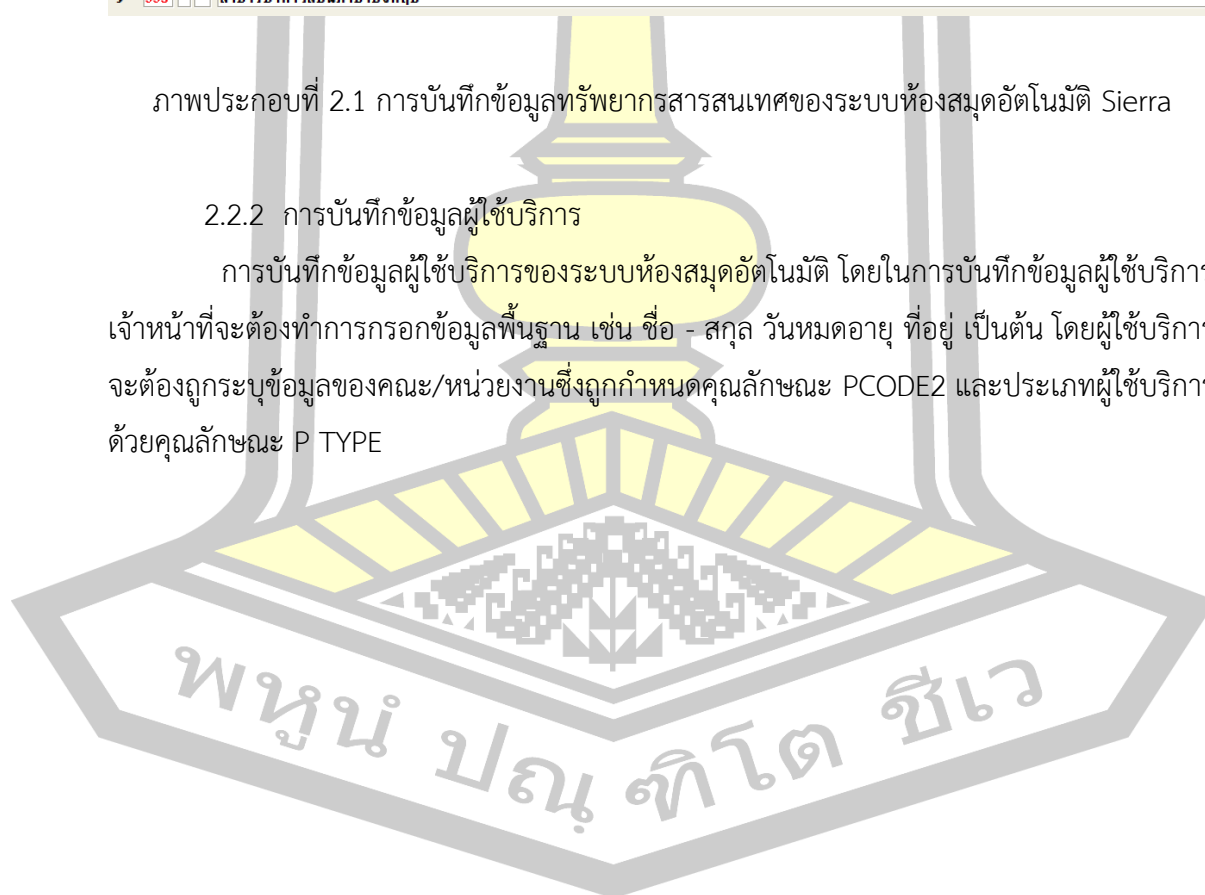 ภาพประกอบที่ 2.1 การบันทึกข้อมูลทรัพยากรสารสนเทศของระบบห้องสมุดอัตโนมัติ Sierra
2.2.2 การบันทึกข้อมูลผู้ใช้บริการ
การบันทึกข้อมูลผู้ใช้บริการของระบบห้องสมุดอัตโนมัติ โดยในการบันทึกข้อมูลผู้ใช้บริการ
เจ้าหน้าที่จะต้องทำการกรอกข้อมูลพื้นฐาน เช่น ชื่อ - สกุล วันหมดอายุ ที่อยู่ เป็นต้น โดยผู้ใช้บริการ
จะต้องถูกระบุข้อมูลของคณะ/หน่วยงานซึ่งถูกกำหนดคุณลักษณะ PCODE2 และประเภทผู้ใช้บริการ
ด้วยคุณลักษณะ P TYPE
พหูนํ ปณฺฑิโต ชีเว